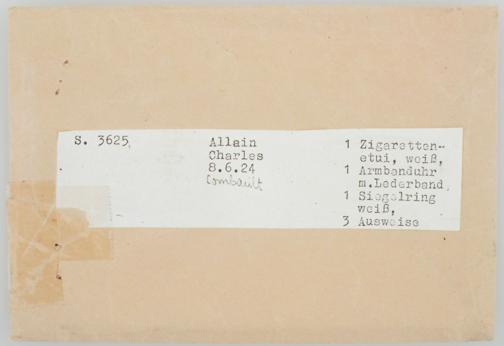 S. 3625,
Allain
Charles
8.6.24
Combault
1 Zigaretten-
etui, weiß,
1 Armbanduhr
m.Lederband
1 Siegelring
weiß,
3 Ausweise